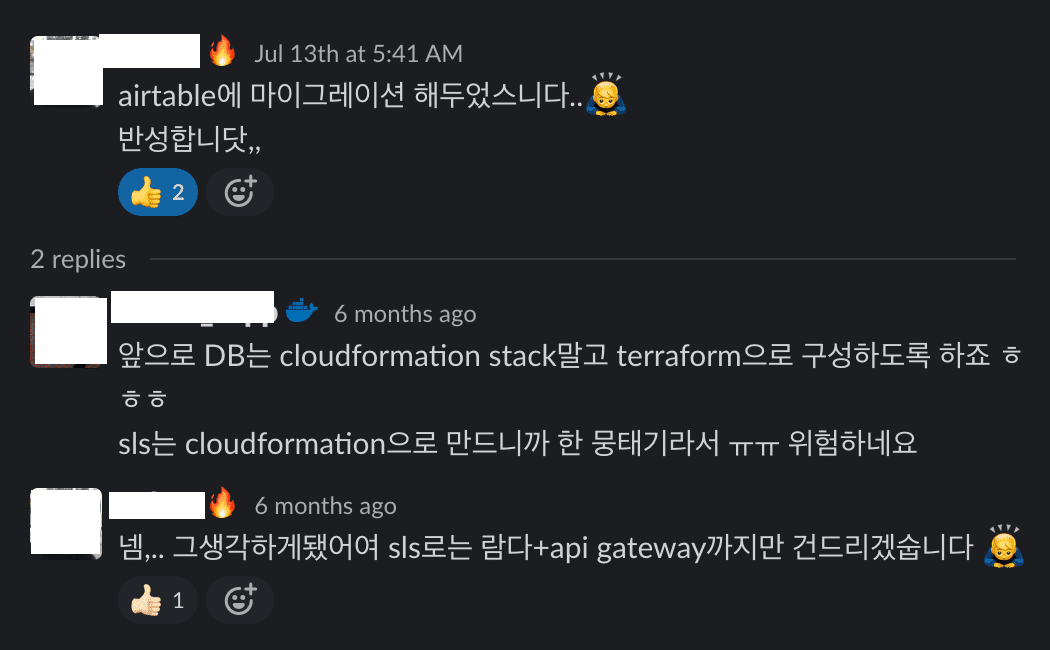 Jul 13th at 5:41 AM
airtable에 마이그레이션 해두었스니다..
반성합니닷,,
2
2 replies
6 months ago
앞으로 DB는 cloudformation stack말고 terraform으로 구성하도록 하죠 ㅎ
ㅎㅎ
sls는 cloudformation으로 만드니까 한 뭉태기라서 ㅠㅠ 위험하네요
6 months ago
넴,.. 그생각하게됐어여 sls로는 람다+api gateway까지만 건드리겠숩니다
1